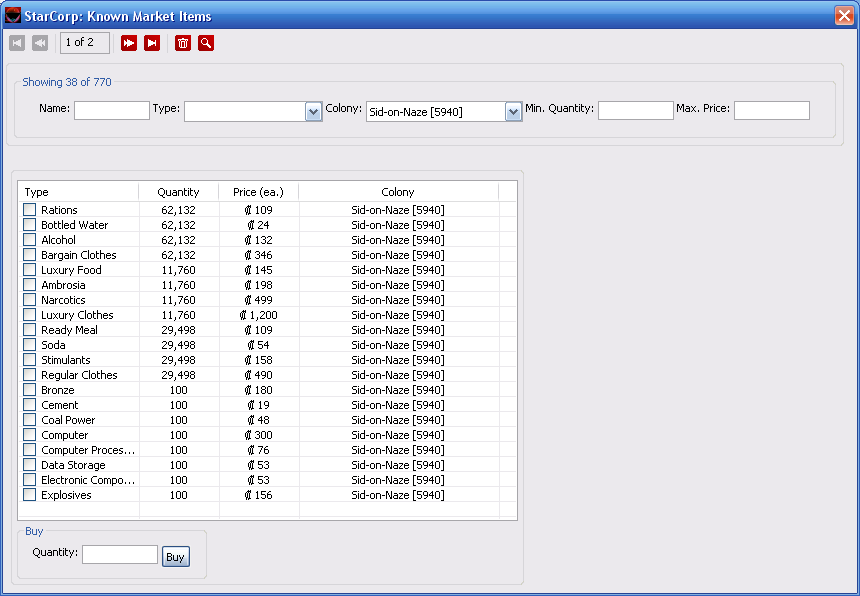 StarCorp: Known Market Items
1 of 2
Showing 38 of 770
Name: Type: Colony: Sid-on-Naze [5940] Min. Quantity: Max. Price:
Type Quantity Price (ea.) Colony
Rations 62,132 ₡ 109 Sid-on-Naze [5940]
Bottled Water 62,132 ₡ 24 Sid-on-Naze [5940]
Alcohol 62,132 ₡ 132 Sid-on-Naze [5940]
Bargain Clothes 62,132 ₡ 346 Sid-on-Naze [5940]
Luxury Food 11,760 ₡ 145 Sid-on-Naze [5940]
Ambrosia 11,760 ₡ 198 Sid-on-Naze [5940]
Narcotics 11,760 ₡ 499 Sid-on-Naze [5940]
Luxury Clothes 11,760 ₡ 1,200 Sid-on-Naze [5940]
Ready Meal 29,498 ₡ 109 Sid-on-Naze [5940]
Soda 29,498 ₡ 54 Sid-on-Naze [5940]
Stimulants 29,498 ₡ 158 Sid-on-Naze [5940]
Regular Clothes 29,498 ₡ 490 Sid-on-Naze [5940]
Bronze 100 ₡ 180 Sid-on-Naze [5940]
Cement 100 ₡ 19 Sid-on-Naze [5940]
Coal Power 100 ₡ 48 Sid-on-Naze [5940]
Computer 100 ₡ 300 Sid-on-Naze [5940]
Computer Proces... 100 ₡ 76 Sid-on-Naze [5940]
Data Storage 100 ₡ 53 Sid-on-Naze [5940]
Electronic Compo... 100 ₡ 53 Sid-on-Naze [5940]
Explosives 100 ₡ 156 Sid-on-Naze [5940]
Buy
Quantity: Buy